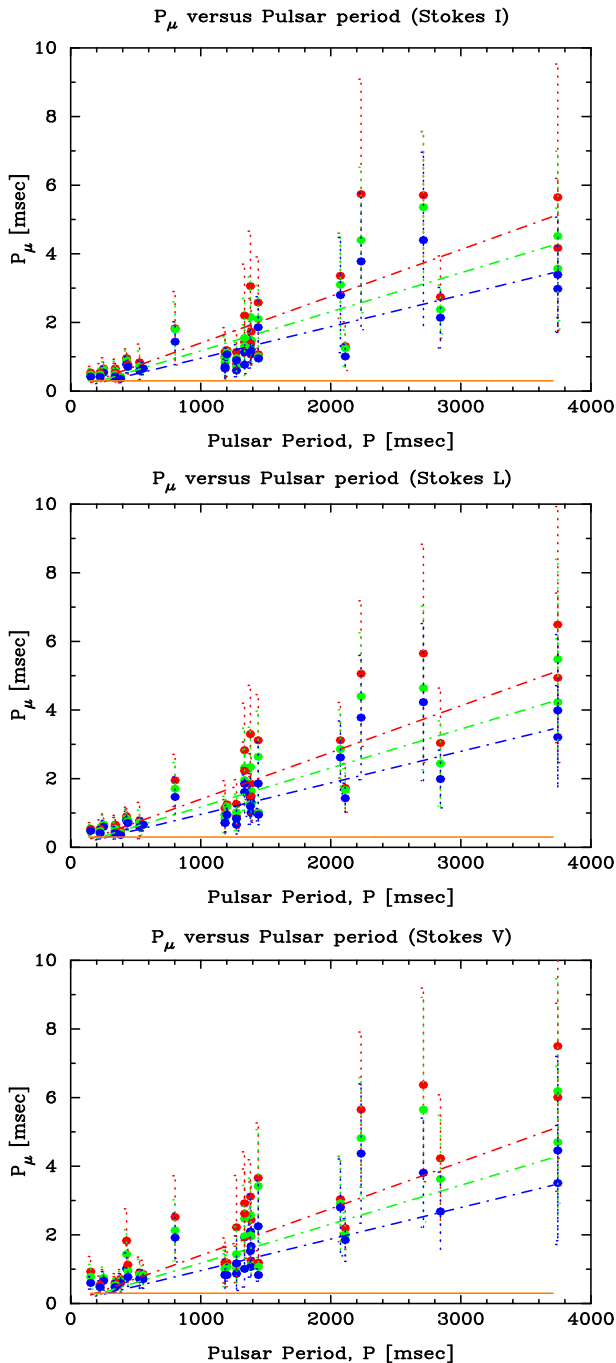 P_μ versus Pulsar period (Stokes I)
10
8
6
4
2
0
P_μ [msec]
0 1000 2000 3000 4000
Pulsar Period, P [msec]
P_μ versus Pulsar period (Stokes L)
10
8
6
4
2
0
P_μ [msec]
0 1000 2000 3000 4000
Pulsar Period, P [msec]
P_μ versus Pulsar period (Stokes V)
10
8
6
4
2
0
P_μ [msec]
0 1000 2000 3000 4000
Pulsar Period, P [msec]